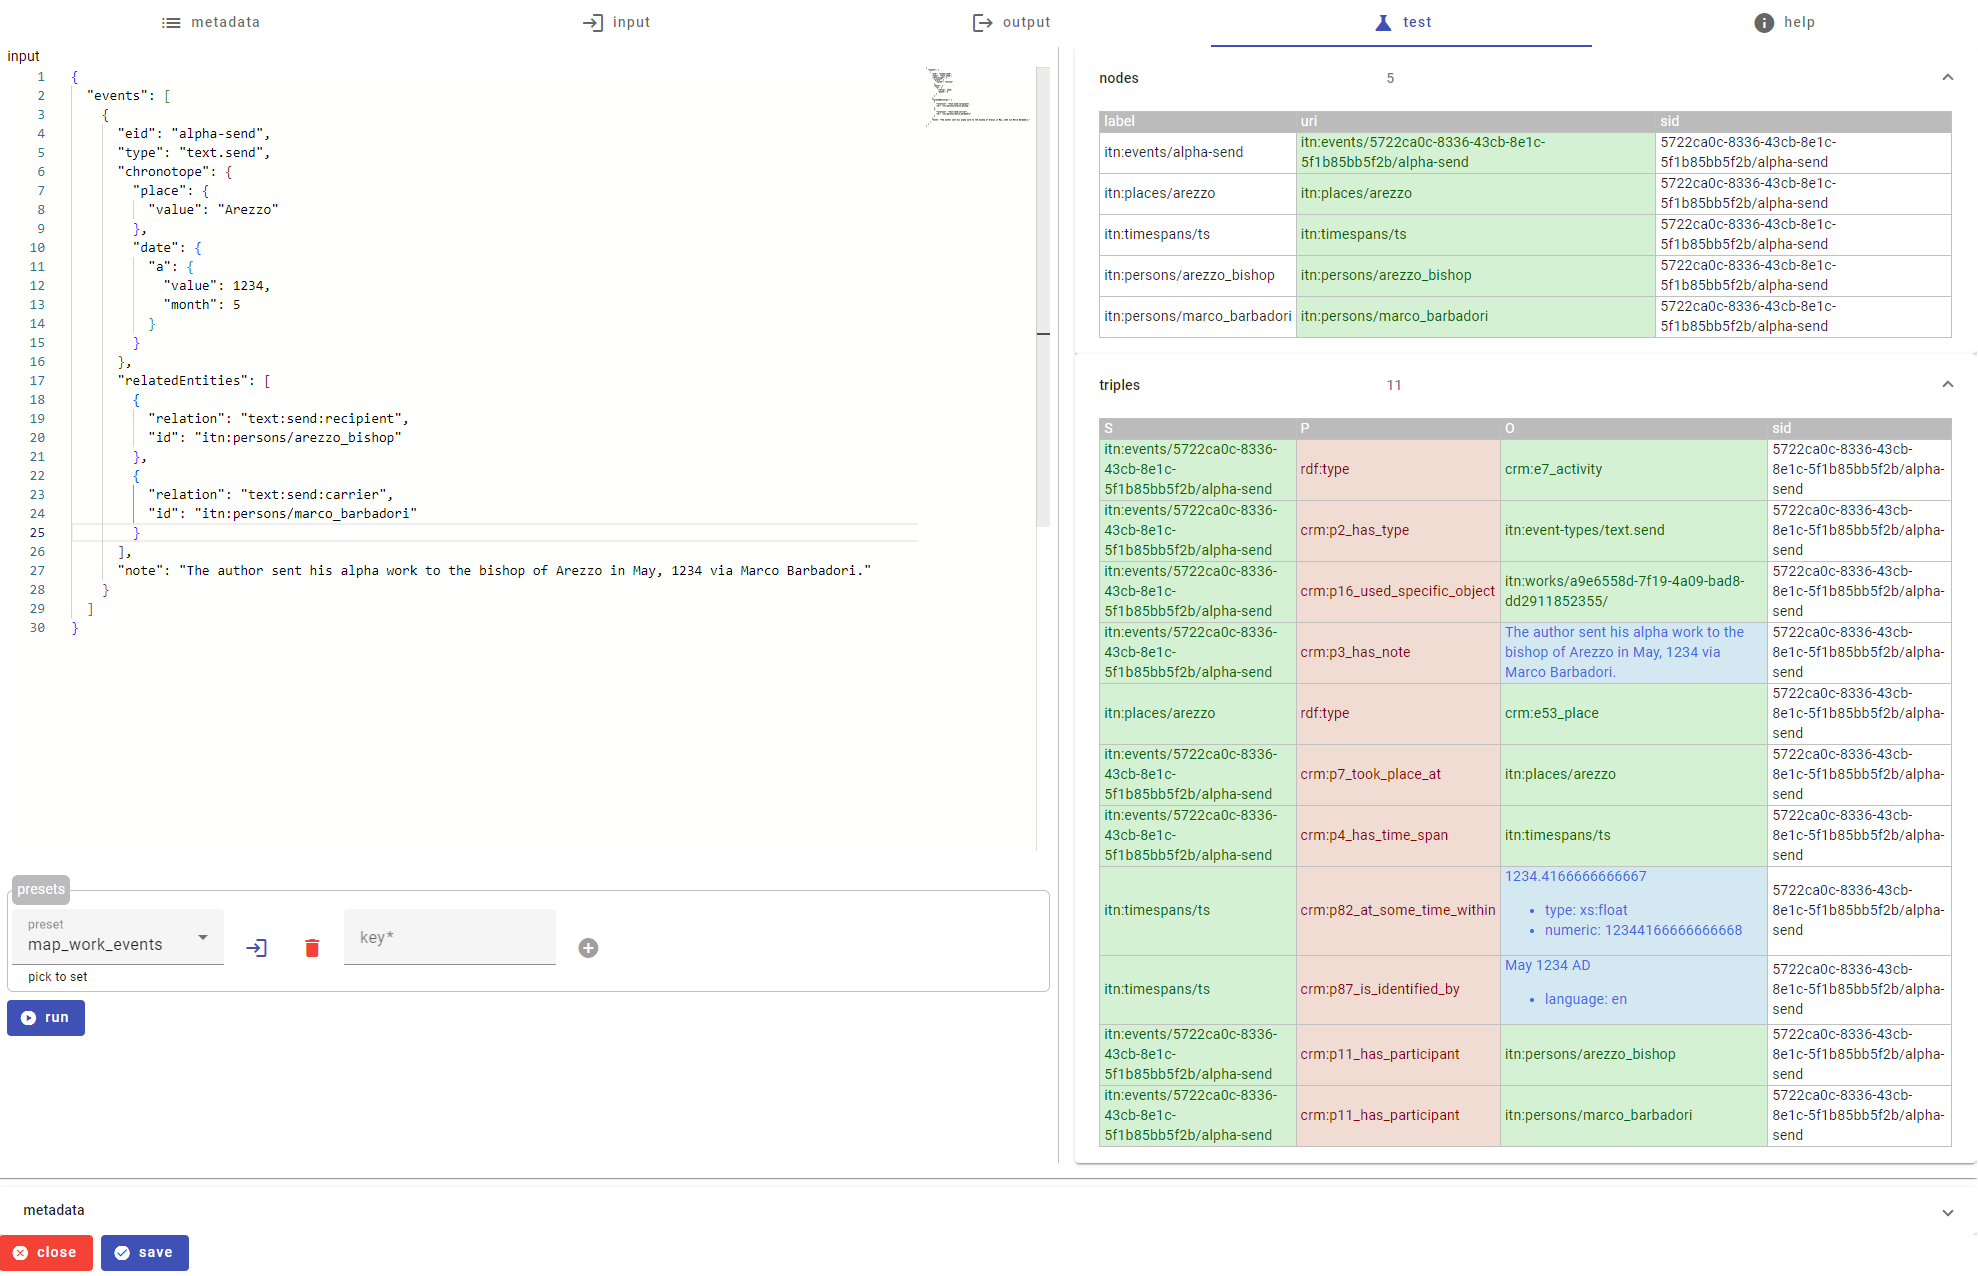 metadata
input
output
test
help
input
1 {
2 "events": [
3 {
4 "eid": "alpha-send",
5 "type": "text.send",
6 "chronotope": {
7 "place": {
8 "value": "Arezzo"
9 },
10 "date": {
11 "a": {
12 "value": 1234,
13 "month": 5
14 }
15 }
16 },
17 "relatedEntities": [
18 {
19 "relation": "text:send:recipient",
20 "id": "itn:persons/arezzo_bishop"
21 },
22 {
23 "relation": "text:send:carrier",
24 "id": "itn:persons/marco_barbadori"
25 }
26 ],
27 "note": "The author sent his alpha work to the bishop of Arezzo in May, 1234 via Marco Barbadori."
28 }
29 ]
30 }
presets
preset
map_work_events
pick to set
key*
run
nodes 5
label uri sid
itn:events/alpha-send
itn:events/5722ca0c-8336-43cb-8e1c-
5f1b85bb5f2b/alpha-send
5722ca0c-8336-43cb-8e1c-
5f1b85bb5f2b/alpha-send
itn:places/arezzo
itn:places/arezzo
5722ca0c-8336-43cb-8e1c-
5f1b85bb5f2b/alpha-send
itn:timespans/ts
itn:timespans/ts
5722ca0c-8336-43cb-8e1c-
5f1b85bb5f2b/alpha-send
itn:persons/arezzo_bishop
itn:persons/arezzo_bishop
5722ca0c-8336-43cb-8e1c-
5f1b85bb5f2b/alpha-send
itn:persons/marco_barbadori
itn:persons/marco_barbadori
5722ca0c-8336-43cb-8e1c-
5f1b85bb5f2b/alpha-send
triples 11
S P O sid
itn:events/5722ca0c-8336-
43cb-8e1c-
5f1b85bb5f2b/alpha-send
rdf:type
crm:e7_activity
5722ca0c-8336-43cb-
8e1c-5f1b85bb5f2b/alpha-
send
itn:events/5722ca0c-8336-
43cb-8e1c-
5f1b85bb5f2b/alpha-send
crm:p2_has_type
itn:event-types/text.send
5722ca0c-8336-43cb-
8e1c-5f1b85bb5f2b/alpha-
send
itn:events/5722ca0c-8336-
43cb-8e1c-
5f1b85bb5f2b/alpha-send
crm:p16_used_specific_object
itn:works/a9e6558d-7f19-4a09-bad8-
dd2911852355/
5722ca0c-8336-43cb-
8e1c-5f1b85bb5f2b/alpha-
send
itn:events/5722ca0c-8336-
43cb-8e1c-
5f1b85bb5f2b/alpha-send
crm:p3_has_note
The author sent his alpha work to the
bishop of Arezzo in May, 1234 via
Marco Barbadori.
5722ca0c-8336-43cb-
8e1c-5f1b85bb5f2b/alpha-
send
itn:places/arezzo
rdf:type
crm:e53_place
5722ca0c-8336-43cb-
8e1c-5f1b85bb5f2b/alpha-
send
itn:events/5722ca0c-8336-
43cb-8e1c-
5f1b85bb5f2b/alpha-send
crm:p7_took_place_at
itn:places/arezzo
5722ca0c-8336-43cb-
8e1c-5f1b85bb5f2b/alpha-
send
itn:events/5722ca0c-8336-
43cb-8e1c-
5f1b85bb5f2b/alpha-send
crm:p4_has_time_span
itn:timespans/ts
5722ca0c-8336-43cb-
8e1c-5f1b85bb5f2b/alpha-
send
itn:timespans/ts
crm:p82_at_some_time_within
1234.4166666666667
• type: xs:float
• numeric: 12344166666666668
5722ca0c-8336-43cb-
8e1c-5f1b85bb5f2b/alpha-
send
itn:timespans/ts
crm:p87_is_identified_by
May 1234 AD
• language: en
5722ca0c-8336-43cb-
8e1c-5f1b85bb5f2b/alpha-
send
itn:events/5722ca0c-8336-
43cb-8e1c-
5f1b85bb5f2b/alpha-send
crm:p11_has_participant
itn:persons/arezzo_bishop
5722ca0c-8336-43cb-
8e1c-5f1b85bb5f2b/alpha-
send
itn:events/5722ca0c-8336-
43cb-8e1c-
5f1b85bb5f2b/alpha-send
crm:p11_has_participant
itn:persons/marco_barbadori
5722ca0c-8336-43cb-
8e1c-5f1b85bb5f2b/alpha-
send
metadata
close
save